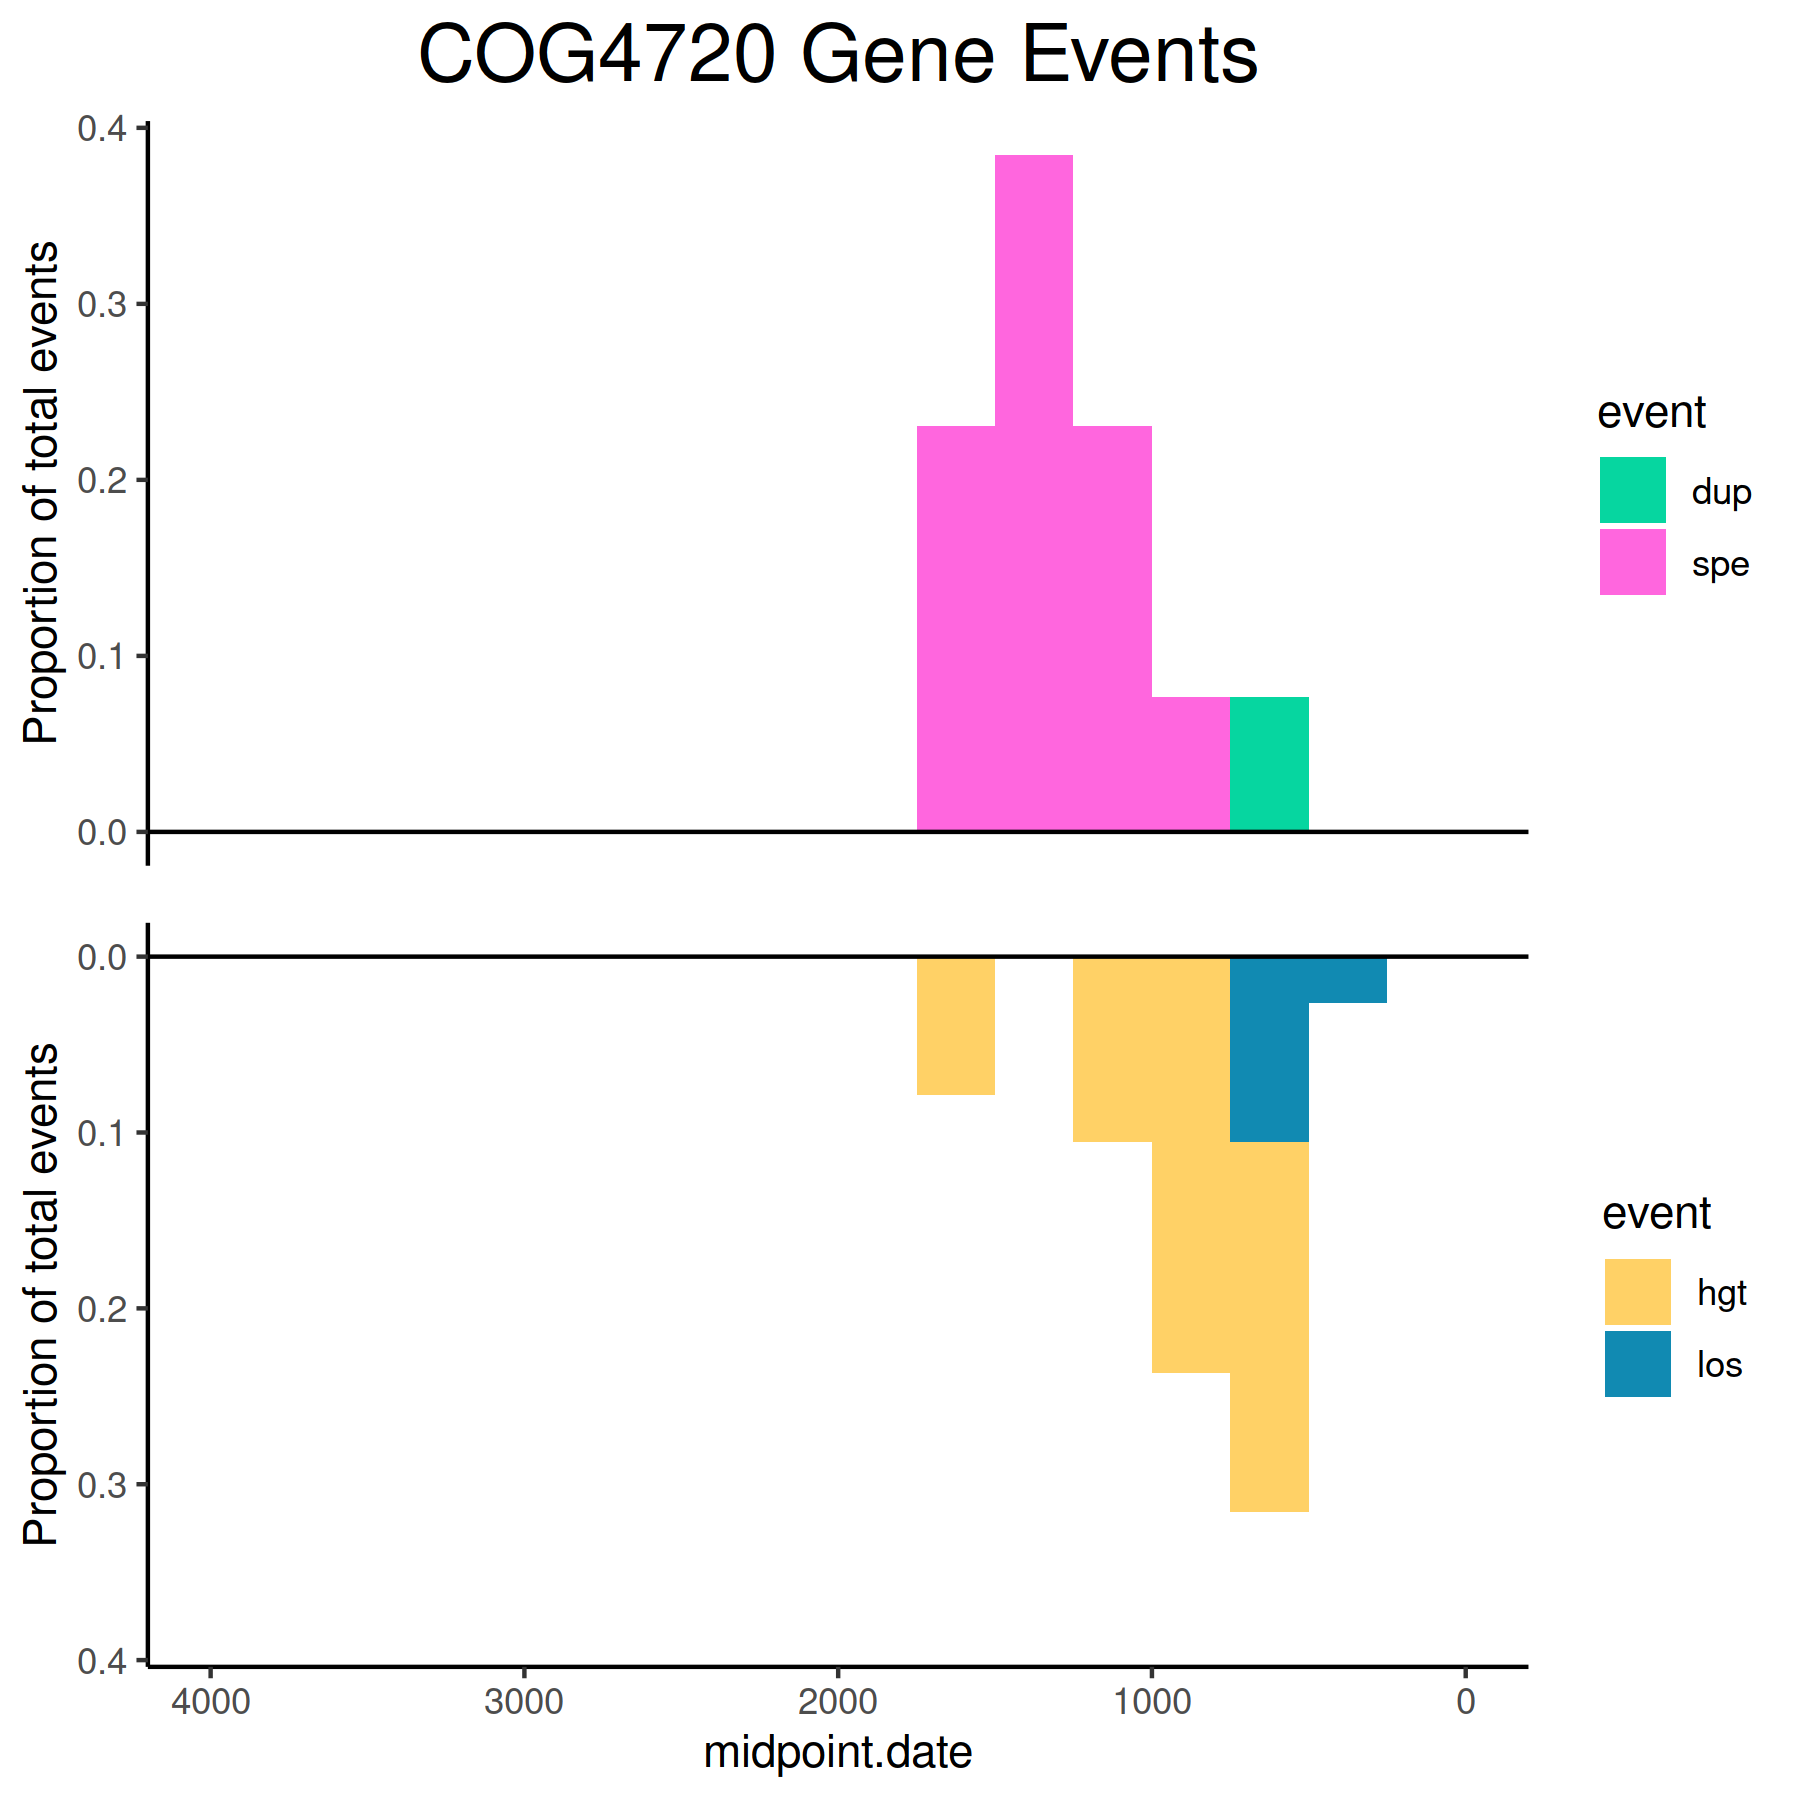 COG4720 Gene Events
Proportion of total events
0.4
0.3
0.2
0.1
0.0
event
dup
spe
Proportion of total events
0.0
0.1
0.2
0.3
0.4
event
hgt
los
4000 3000 2000 1000 0
midpoint.date